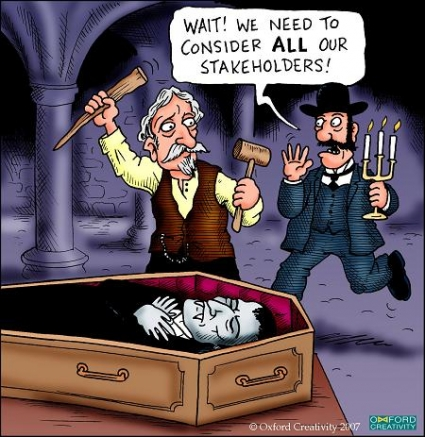 WAIT! WE NEED TO
CONSIDER ALL OUR
STAKEHOLDERS!
© Oxford Creativity 2007
OXFORD
CREATIVITY